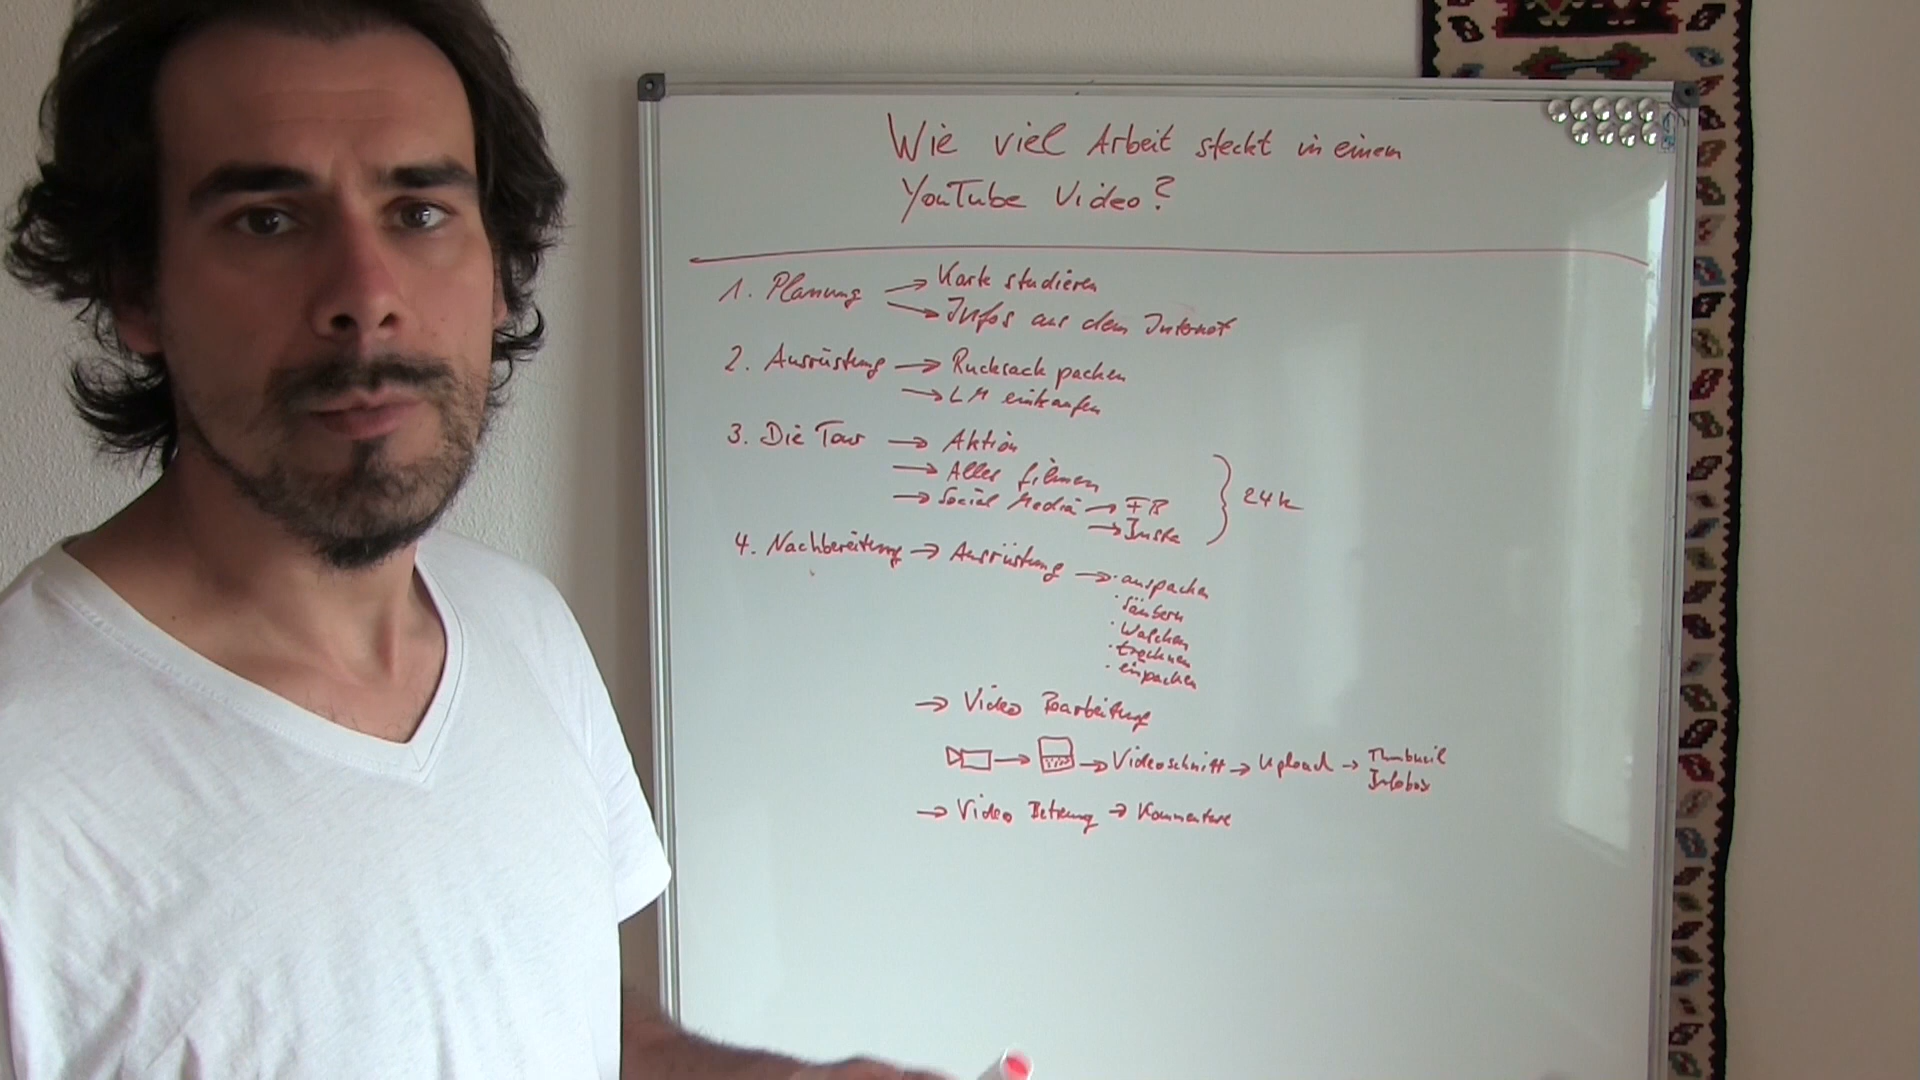 Wie viel Arbeit steckt in einem
YouTube Video?
1. Planung → Karte studieren
→ Infos aus dem Internet
2. Ausrüstung → Rucksack packen
→ LM einkaufen
3. Die Tour → Aktion
→ Alles filmen
→ Social Media → FB
→ Insta
24h
4. Nachbereitung → Ausrüstung → · auspacken
· säubern
· Waschen
· trocknen
· einpacken
→ Video Bearbeitung
→ → Videoschnitt → Upload → Thumbnail
Infobox
→ Video Betreuung → Kommentare